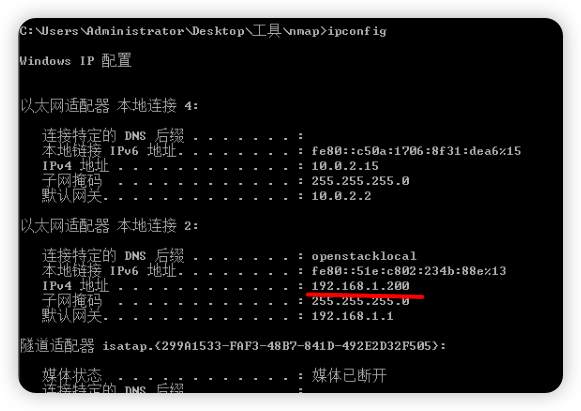 C:\Users\Administrator\Desktop\工具\nmap>ipconfig
Windows IP 配置
以太网适配器 本地连接 4:
连接特定的 DNS 后缀 . . . . . . . :
本地链接 IPv6 地址. . . . . . . . : fe80::c50a:1706:8f31:dea6%15
IPv4 地址 . . . . . . . . . . . . : 10.0.2.15
子网掩码 . . . . . . . . . . . . : 255.255.255.0
默认网关. . . . . . . . . . . . . : 10.0.2.2
以太网适配器 本地连接 2:
连接特定的 DNS 后缀 . . . . . . . : openstacklocal
本地链接 IPv6 地址. . . . . . . . : fe80::51e:c802:234b:88e%13
IPv4 地址 . . . . . . . . . . . . : 192.168.1.200
子网掩码 . . . . . . . . . . . . : 255.255.255.0
默认网关. . . . . . . . . . . . . : 192.168.1.1
隧道适配器 isatap.{299A1533-FAF3-48B7-841D-492E2D32F505}:
媒体状态 . . . . . . . . . . . . : 媒体已断开
连接特定的 DNS 后缀 . . . . . . . :